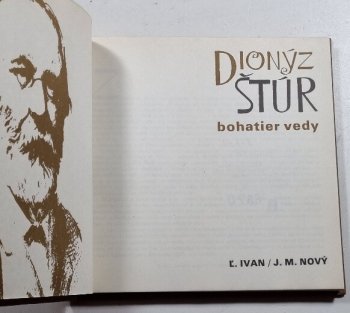 DIONÝZ
ŠTÚR
bohatier vedy
Ľ. IVAN / J. M. NOVÝ